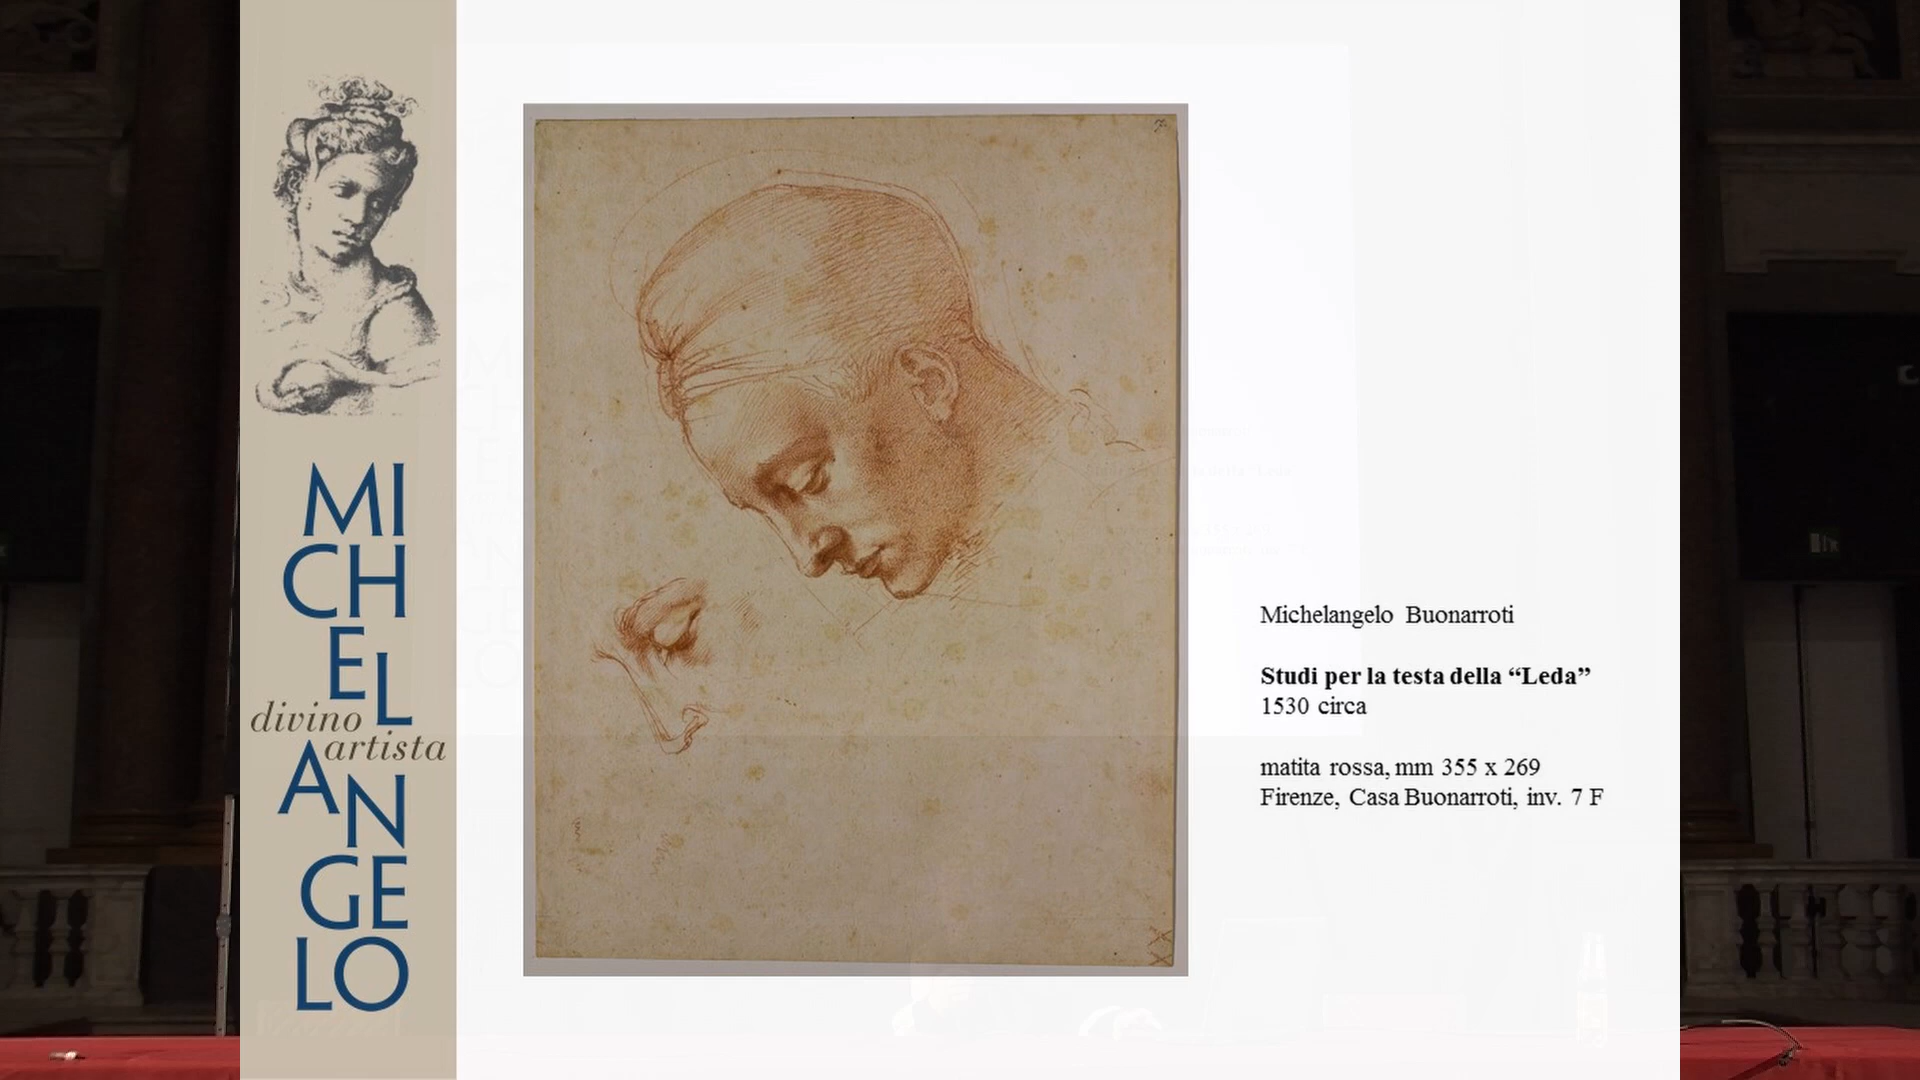 MI
CH
EL
divino
artista
AN
GE
LO
Michelangelo Buonarroti
Studi per la testa della “Leda”
1530 circa
matita rossa, mm 355 x 269
Firenze, Casa Buonarroti, inv. 7 F